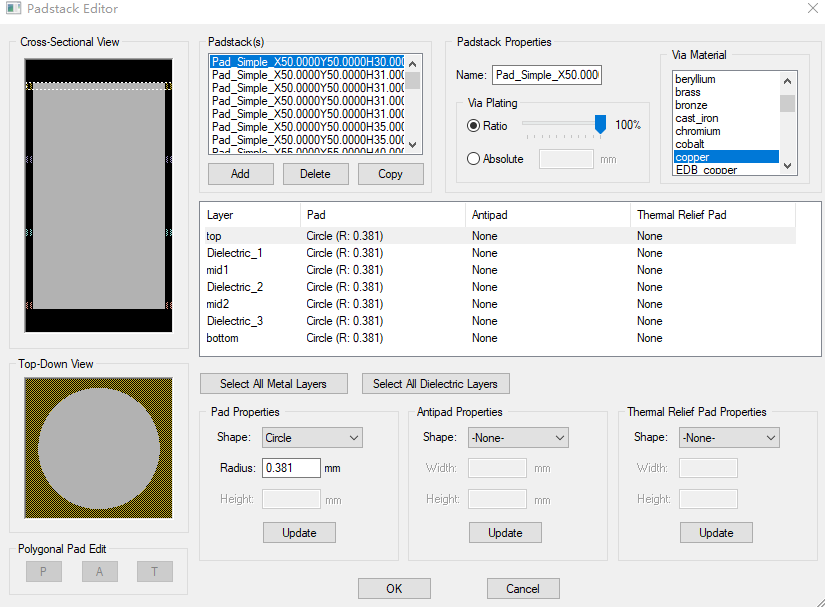 Padstack Editor
Cross-Sectional View
Padstack(s)
Pad_Simple_X50.0000Y50.0000H30.000
Pad_Simple_X50.0000Y50.0000H31.000
Pad_Simple_X50.0000Y50.0000H31.000
Pad_Simple_X50.0000Y50.0000H31.000
Pad_Simple_X50.0000Y50.0000H31.000
Pad_Simple_X50.0000Y50.0000H35.000
Pad_Simple_X50.0000Y50.0000H35.000
Pad_Simple_X55.0000Y55.0000H40.000
Add
Delete
Copy
Padstack Properties
Name:
Pad_Simple_X50.000
Via Plating
Ratio
100%
Absolute
mm
Via Material
beryllium
brass
bronze
cast_iron
chromium
cobalt
copper
EDB_copper
Layer Pad Antipad Thermal Relief Pad
top Circle (R: 0.381) None None
Dielectric_1 Circle (R: 0.381) None None
mid1 Circle (R: 0.381) None None
Dielectric_2 Circle (R: 0.381) None None
mid2 Circle (R: 0.381) None None
Dielectric_3 Circle (R: 0.381) None None
bottom Circle (R: 0.381) None None
Top-Down View
Select All Metal Layers
Select All Dielectric Layers
Pad Properties
Shape: Circle
Radius: 0.381 mm
Height: mm
Update
Antipad Properties
Shape: -None-
Width: mm
Height: mm
Update
Thermal Relief Pad Properties
Shape: -None-
Width:
Height:
Update
Polygonal Pad Edit
P A T
OK
Cancel